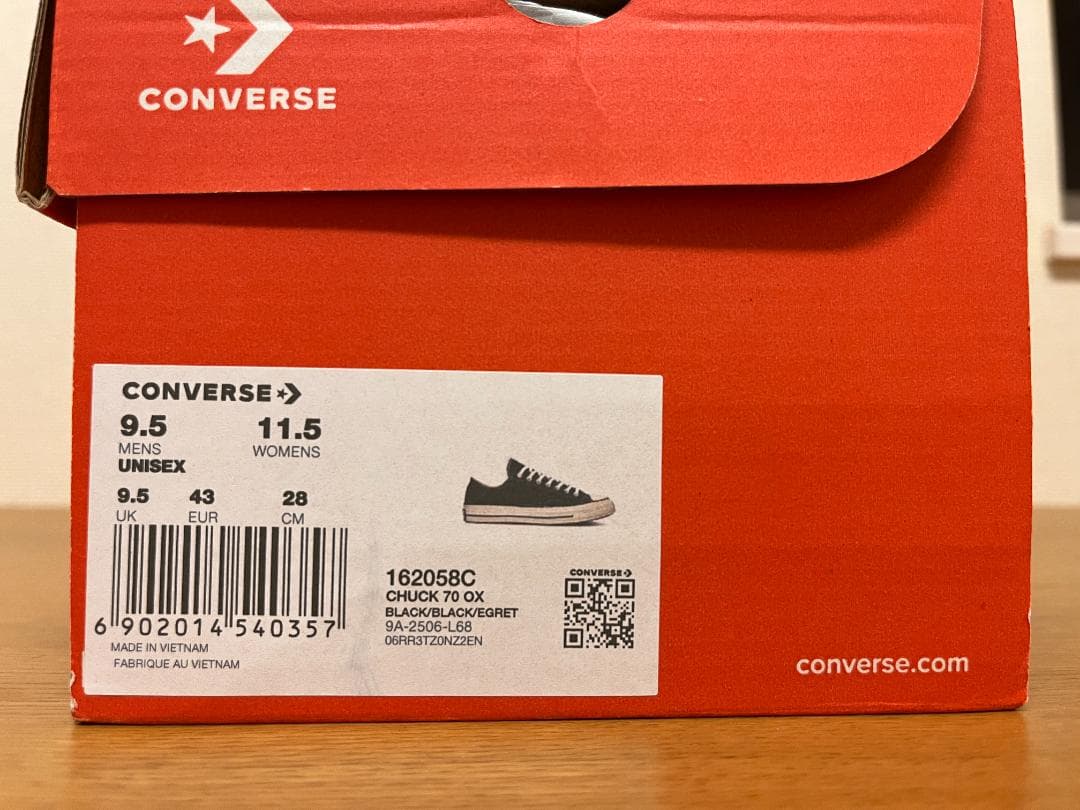 CONVERSE
CONVERSE
9.5 11.5
MENS WOMENS
UNISEX
9.5 43 28
UK EUR CM
6 902014 540357
MADE IN VIETNAM
FABRIQUE AU VIETNAM
162058C
CHUCK 70 OX
BLACK/BLACK/EGRET
9A-2506-L68
06RR3TZ0NZ2EN
CONVERSE
converse.com